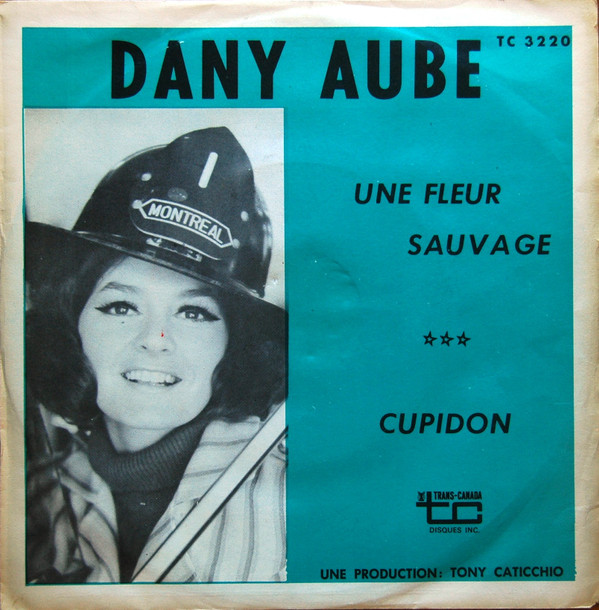 TC 3220
DANY AUBE
MONTREAL
UNE FLEUR
SAUVAGE
CUPIDON
TRANS-CANADA
tc
DISQUES INC.
UNE PRODUCTION: TONY CATICCHIO